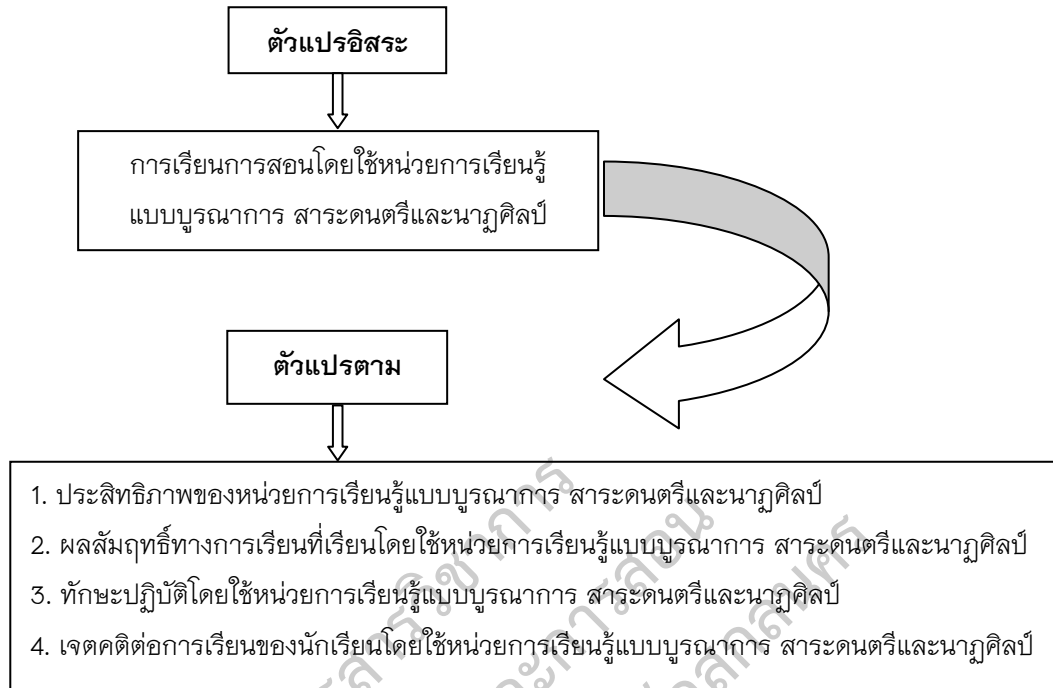 ตัวแปรอิสระ
การเรียนการสอนโดยใช้หน่วยการเรียนรู้
แบบบูรณาการ สาระดนตรีและนาฏศิลป์
ตัวแปรตาม
1. ประสิทธิภาพของหน่วยการเรียนรู้แบบบูรณาการ สาระดนตรีและนาฏศิลป์
2. ผลสัมฤทธิ์ทางการเรียนที่เรียนโดยใช้หน่วยการเรียนรู้แบบบูรณาการ สาระดนตรีและนาฏศิลป์
3. ทักษะปฏิบัติโดยใช้หน่วยการเรียนรู้แบบบูรณาการ สาระดนตรีและนาฏศิลป์
4. เจตคติต่อการเรียนของนักเรียนโดยใช้หน่วยการเรียนรู้แบบบูรณาการ สาระดนตรีและนาฏศิลป์